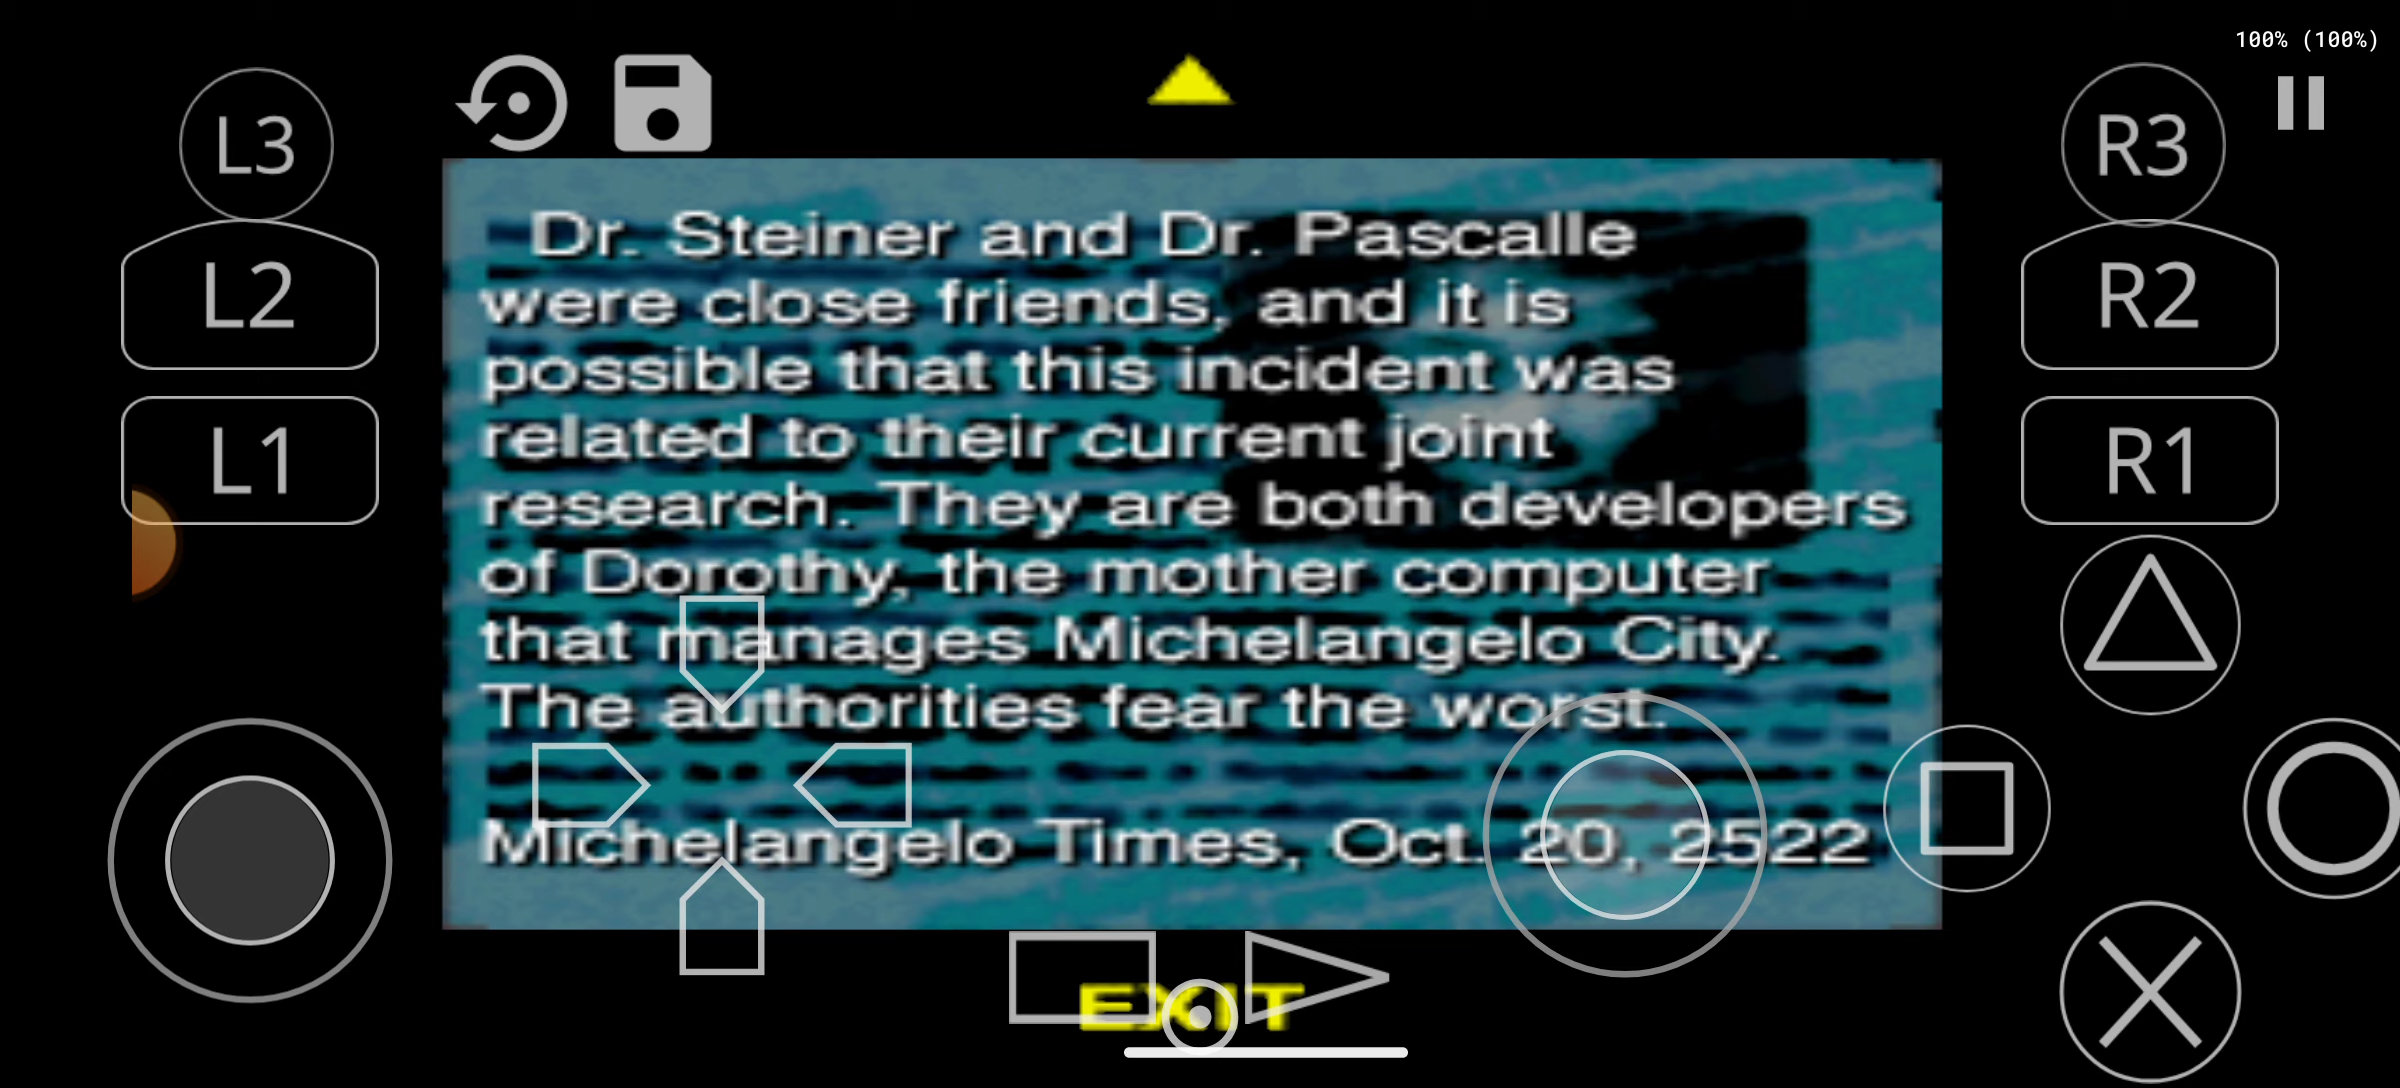 100% (100%)
L3
R3
L2
R2
L1
R1
Dr. Steiner and Dr. Pascalle
were close friends, and it is
possible that this incident was
related to their current joint
research. They are both developers
of Dorothy, the mother computer
that manages Michelangelo City.
The authorities fear the worst.
Michelangelo Times, Oct. 20, 2522
EXIT